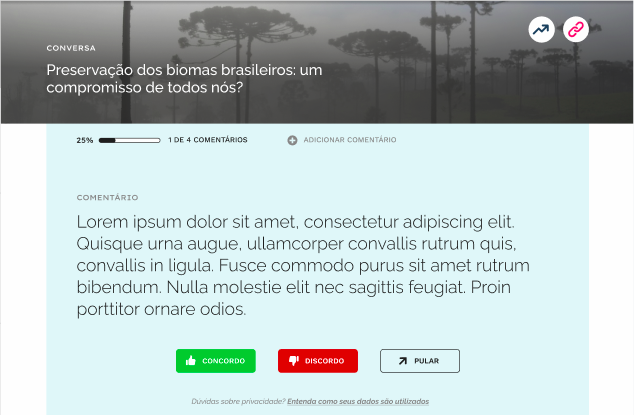 CONVERSA
Preservação dos biomas brasileiros: um
compromisso de todos nós?
25% 1 DE 4 COMENTÁRIOS ADICIONAR COMENTÁRIO
COMENTÁRIO
Lorem ipsum dolor sit amet, consectetur adipiscing elit.
Quisque urna augue, ullamcorper convallis rutrum quis,
convallis in ligula. Fusce commodo purus sit amet rutrum
bibendum. Nulla molestie elit nec sagittis feugiat. Proin
porttitor ornare odios.
CONCORDO DISCORDO PULAR
Dúvidas sobre privacidade? Entenda como seus dados são utilizados